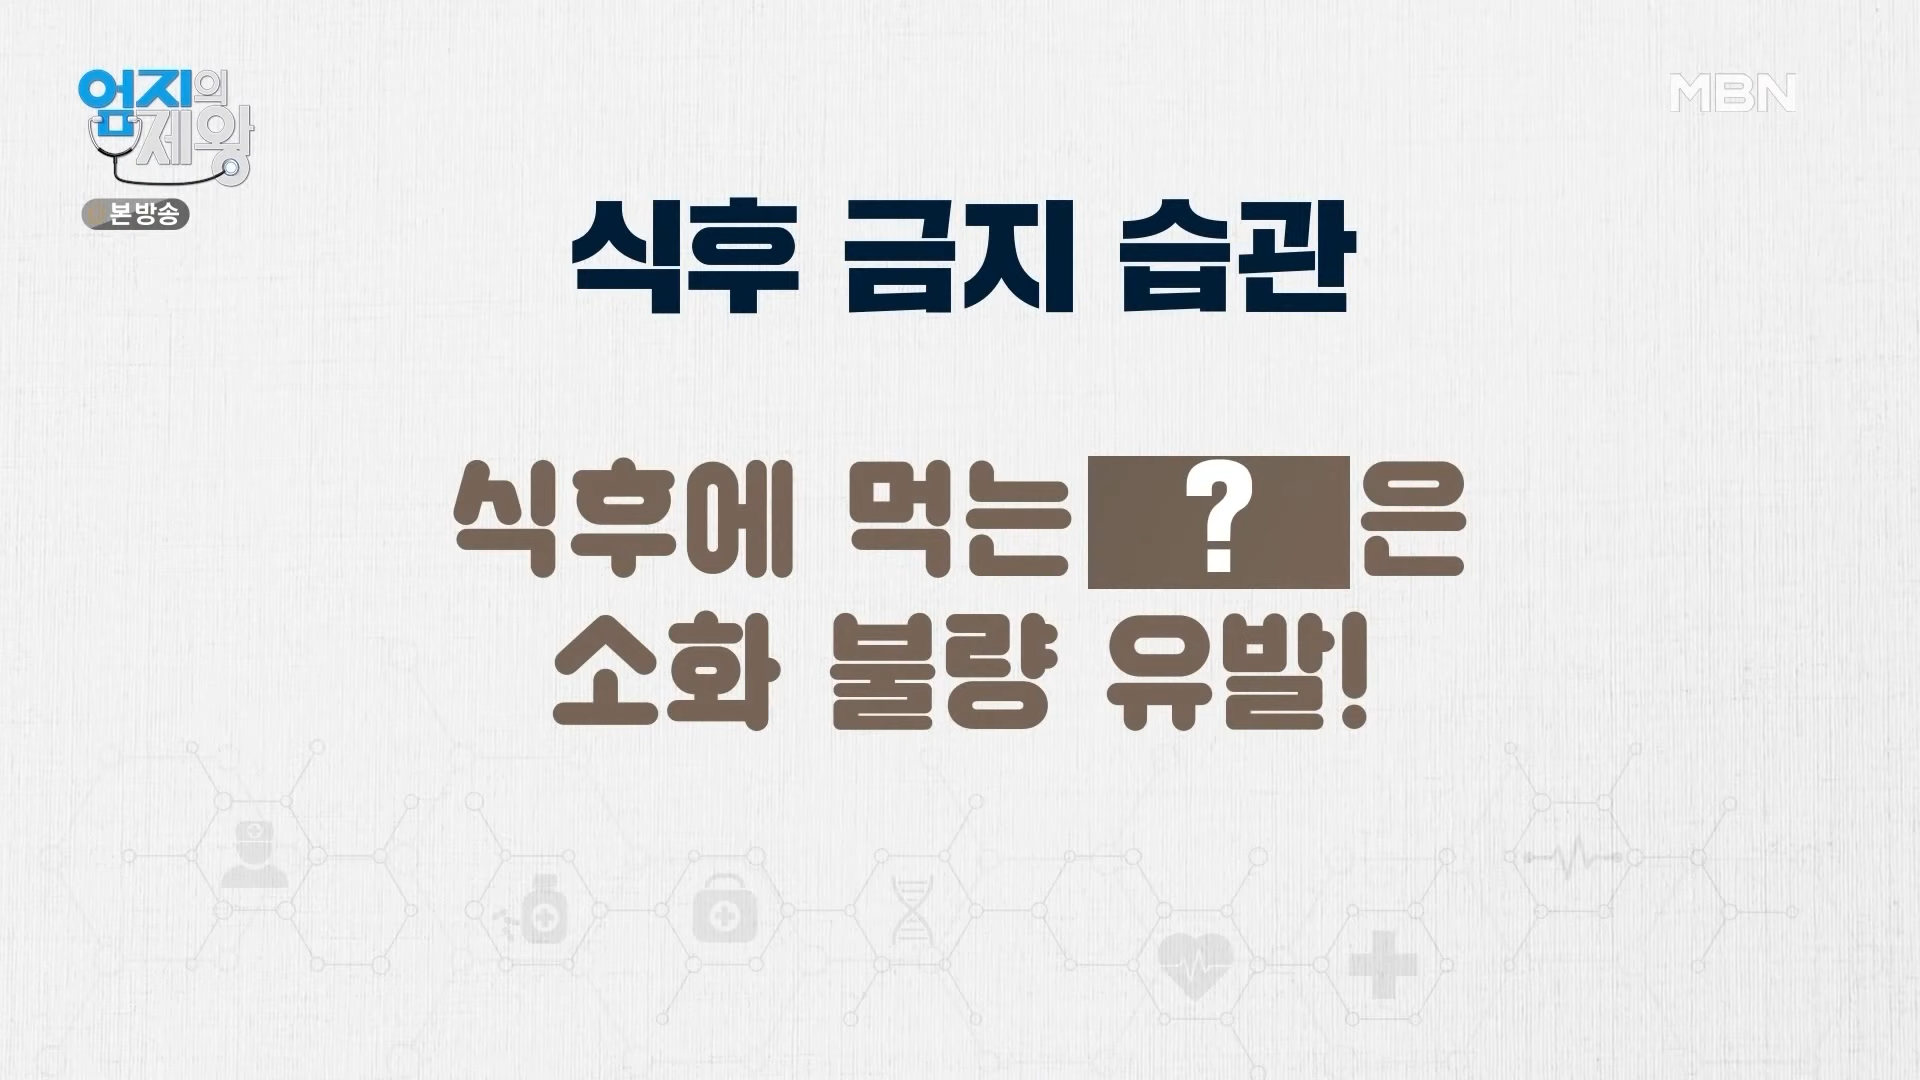 엄지의
제왕
본방송
MBN
식후 금지 습관
식후에 먹는 ? 은
소화 불량 유발!